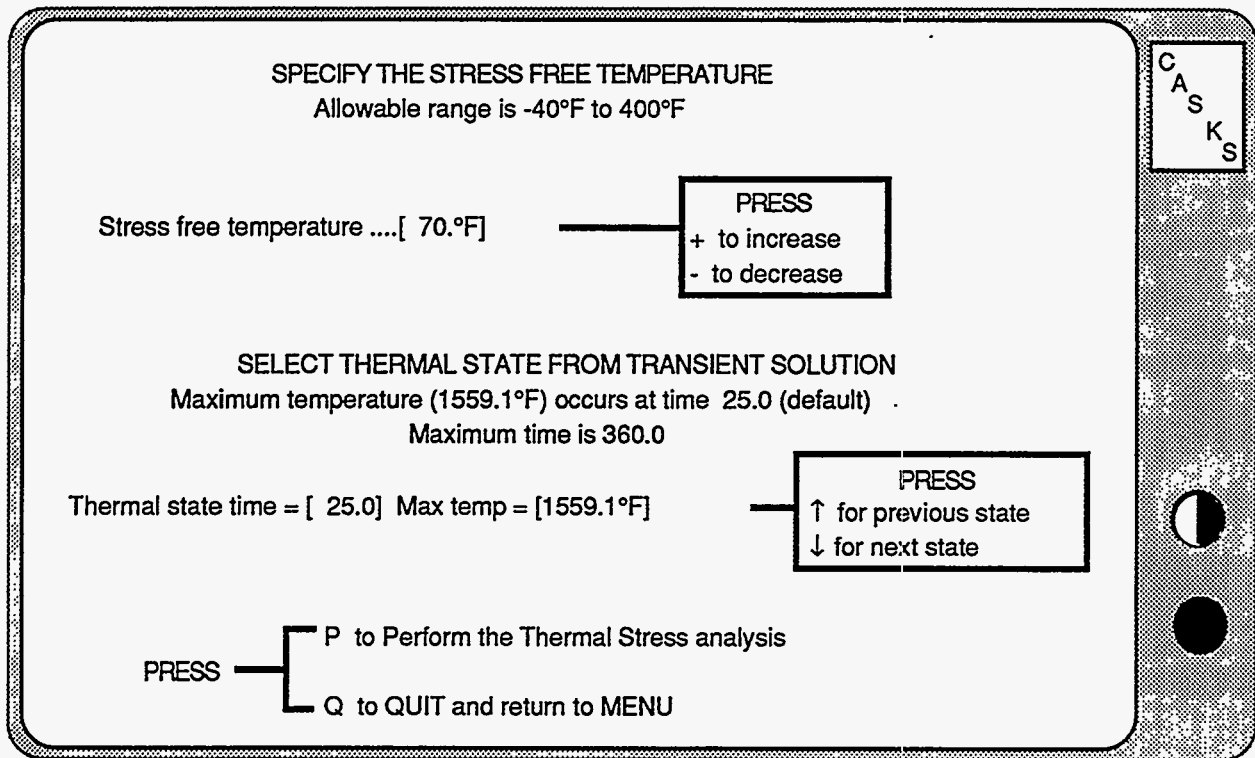 SPECIFY THE STRESS FREE TEMPERATURE
Allowable range is -40°F to 400°F
Stress free temperature ....[ 70.°F]
PRESS
+ to increase
- to decrease
SELECT THERMAL STATE FROM TRANSIENT SOLUTION
Maximum temperature (1559.1°F) occurs at time 25.0 (default)
Maximum time is 360.0
Thermal state time = [ 25.0] Max temp = [1559.1°F]
PRESS
↑ for previous state
↓ for next state
PRESS
P to Perform the Thermal Stress analysis
Q to QUIT and return to MENU
CASKS